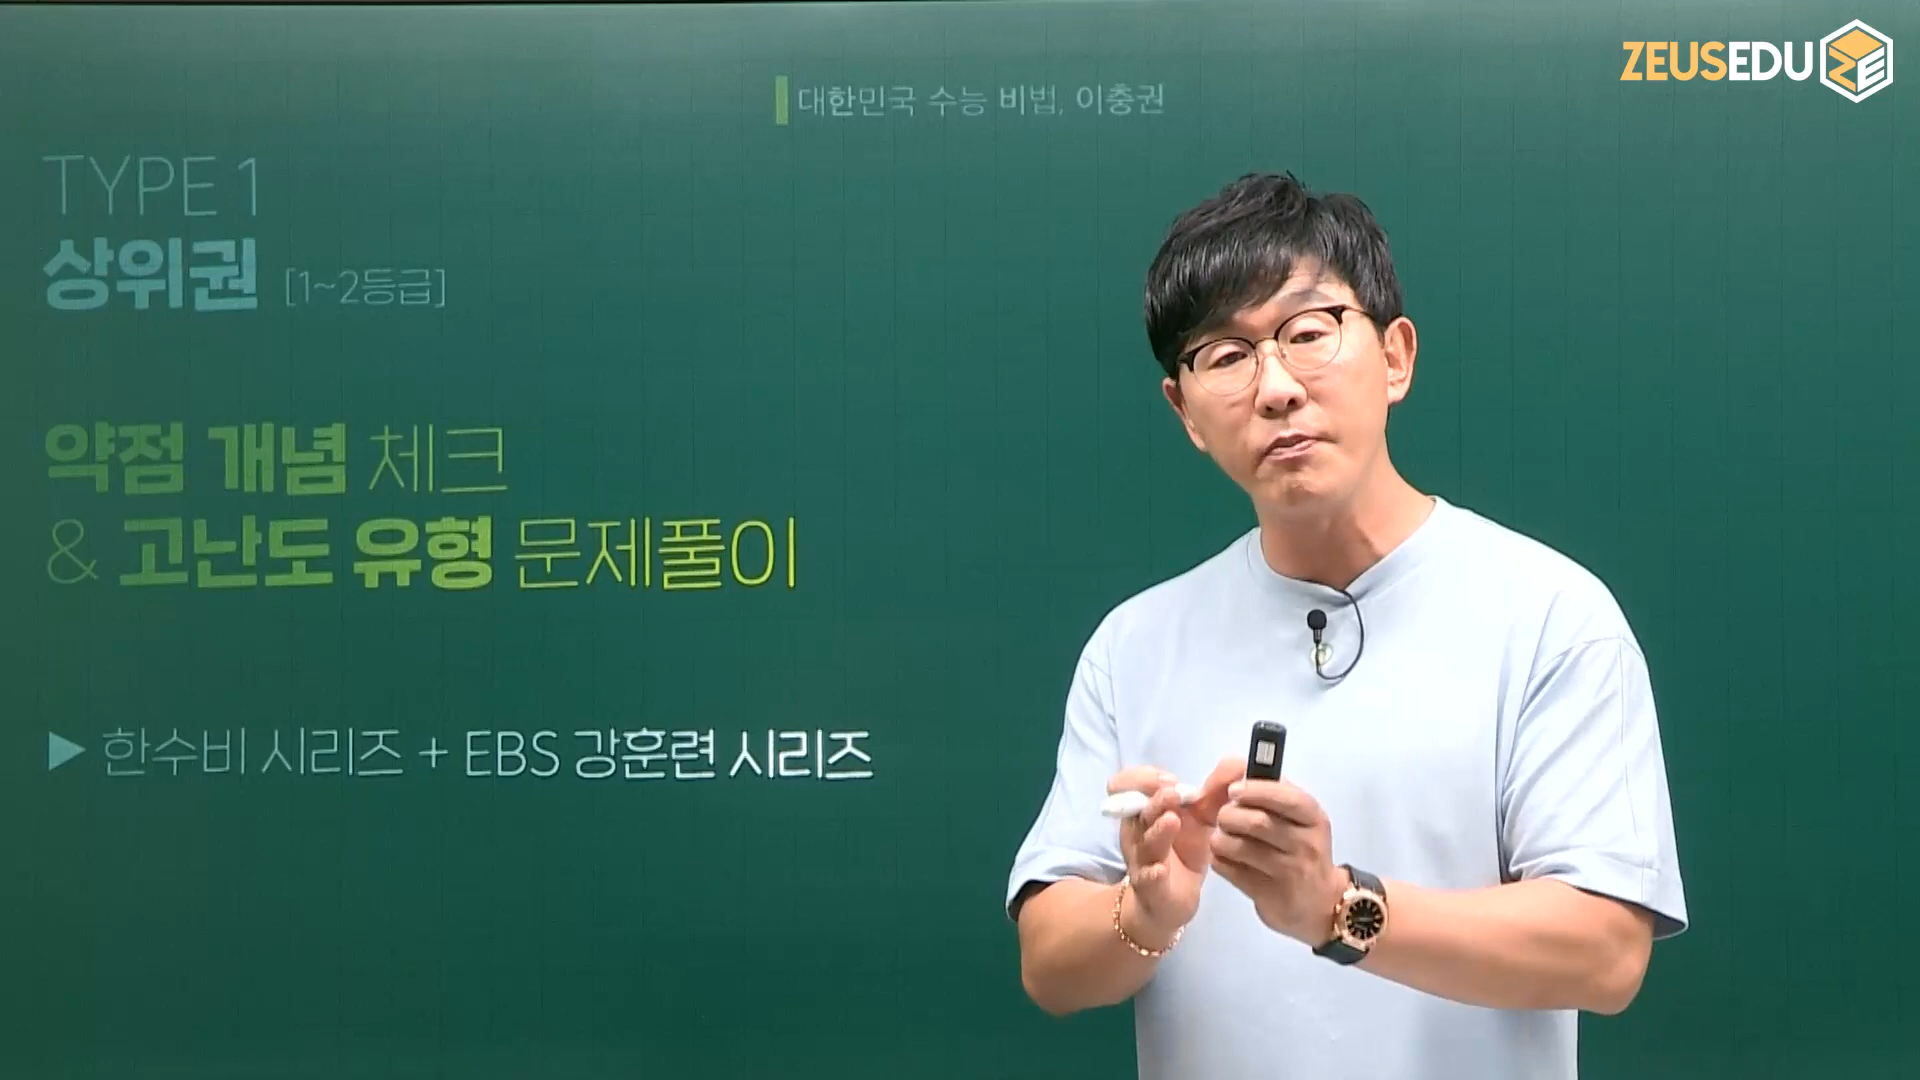 ZEUSEDU
대한민국 수능 비법, 이충권
TYPE 1
상위권 [1~2등급]
약점 개념 체크
& 고난도 유형 문제풀이
▶ 한수비 시리즈 + EBS 강훈련 시리즈